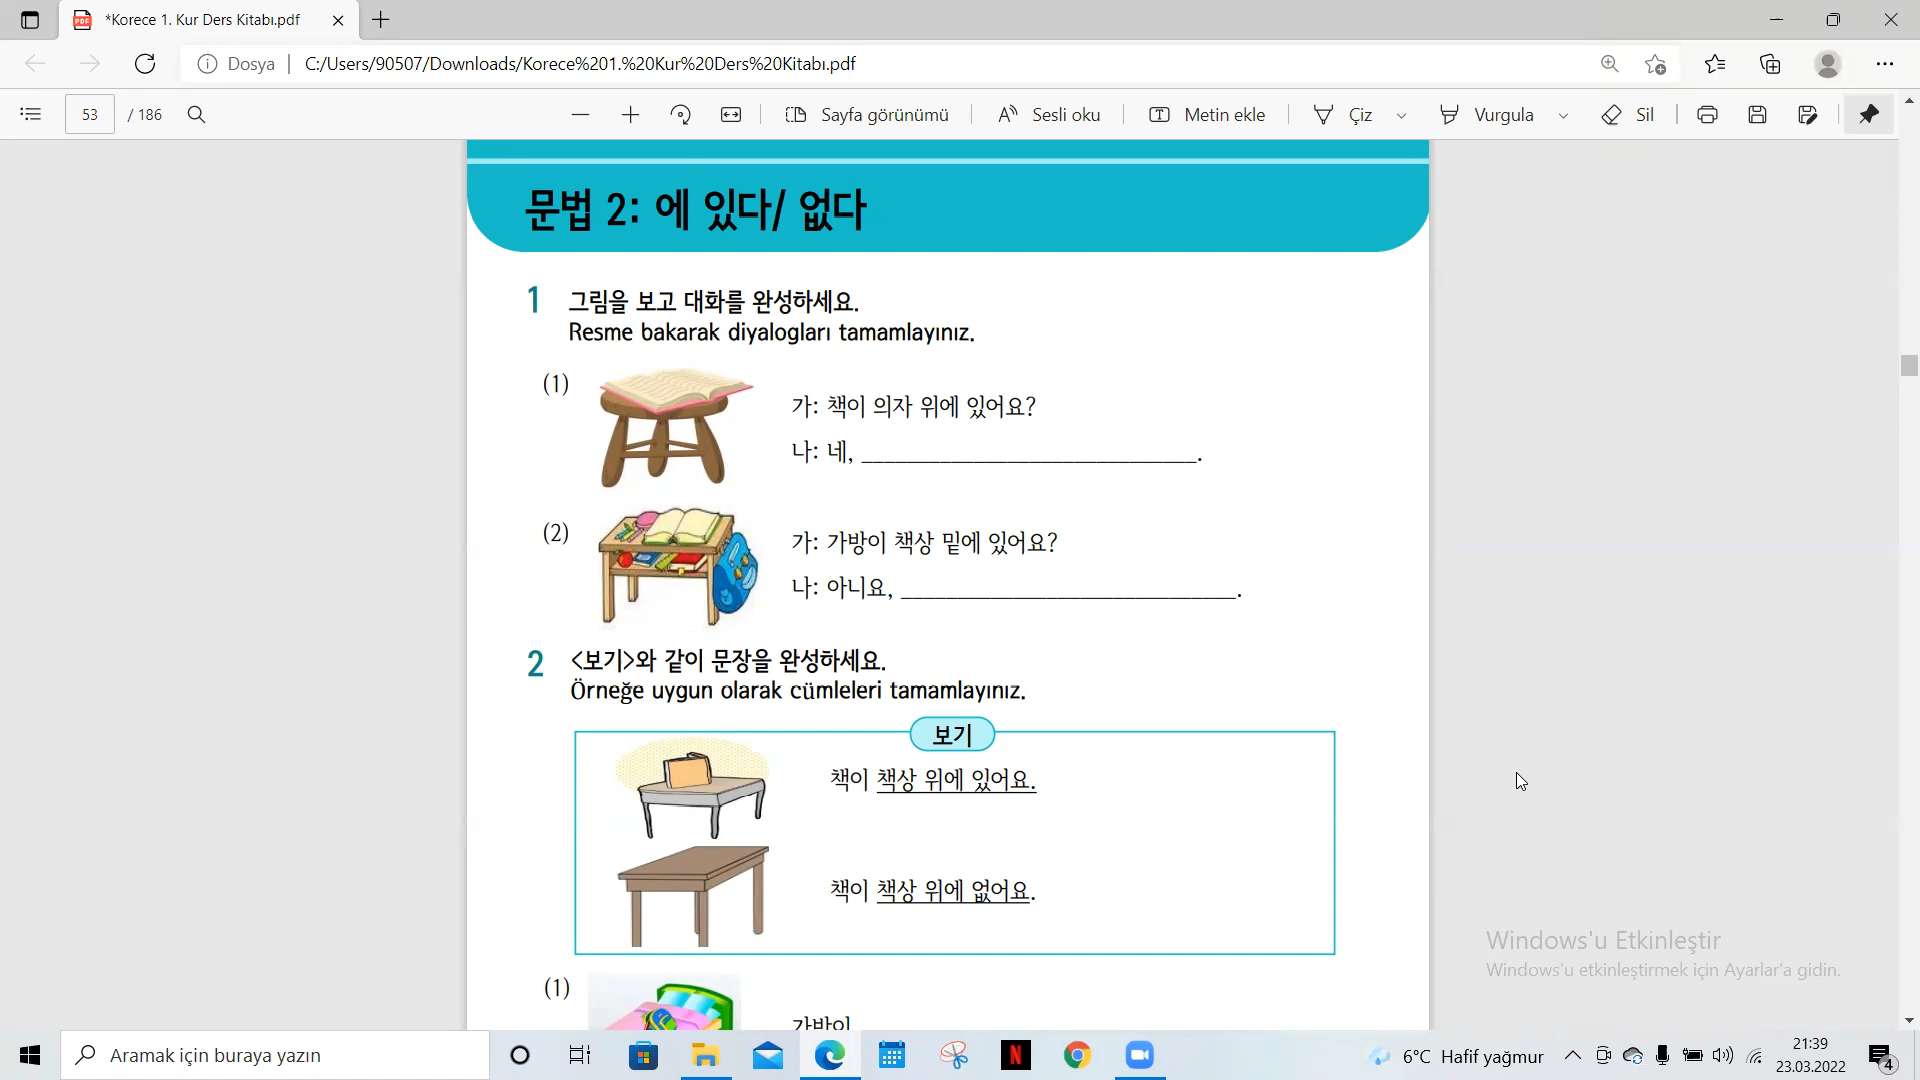 *Korece 1. Kur Ders Kitabı.pdf
Dosya C:/Users/90507/Downloads/Korece%201.%20Kur%20Ders%20Kitabı.pdf
53 / 186 Sayfa görünümü Sesli oku Metin ekle Çiz Vurgula Sil
문법 2: 에 있다/ 없다
1 그림을 보고 대화를 완성하세요.
Resme bakarak diyalogları tamamlayınız.
(1)
가: 책이 의자 위에 있어요?
나: 네, ______________________________.
(2)
가: 가방이 책상 밑에 있어요?
나: 아니요, ______________________________.
2 <보기>와 같이 문장을 완성하세요.
Örneğe uygun olarak cümleleri tamamlayınız.
보기
책이 책상 위에 있어요.
책이 책상 위에 없어요.
(1)
가방이
Windows'u Etkinleştir
Windows'u etkinleştirmek için Ayarlar'a gidin.
Aramak için buraya yazın
6°C Hafif yağmur
21:39
23.03.2022
4